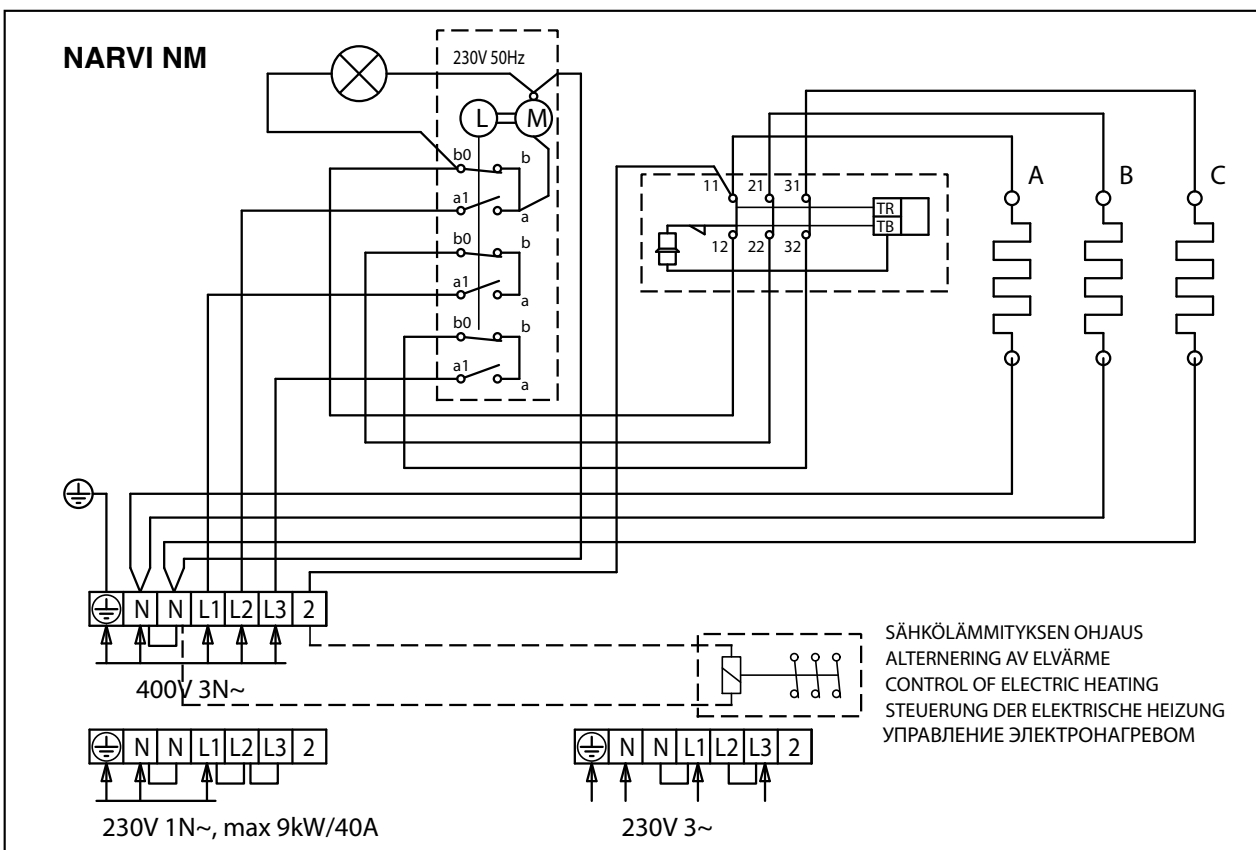 NARVI NM
230V 50Hz
L M
b0 b
a1 a
b0 b
a1 a
b0 b
a1 a
11 21 31
12 22 32
TR
TB
A B C
N N L1 L2 L3 2
400V 3N~
SÄHKÖLÄMMITYKSEN OHJAUS
ALTERNERING AV ELVÄRME
CONTROL OF ELECTRIC HEATING
STEUERUNG DER ELEKTRISCHE HEIZUNG
УПРАВЛЕНИЕ ЭЛЕКТРОНАГРЕВОМ
N N L1 L2 L3 2
230V 1N~, max 9kW/40A
N N L1 L2 L3 2
230V 3~